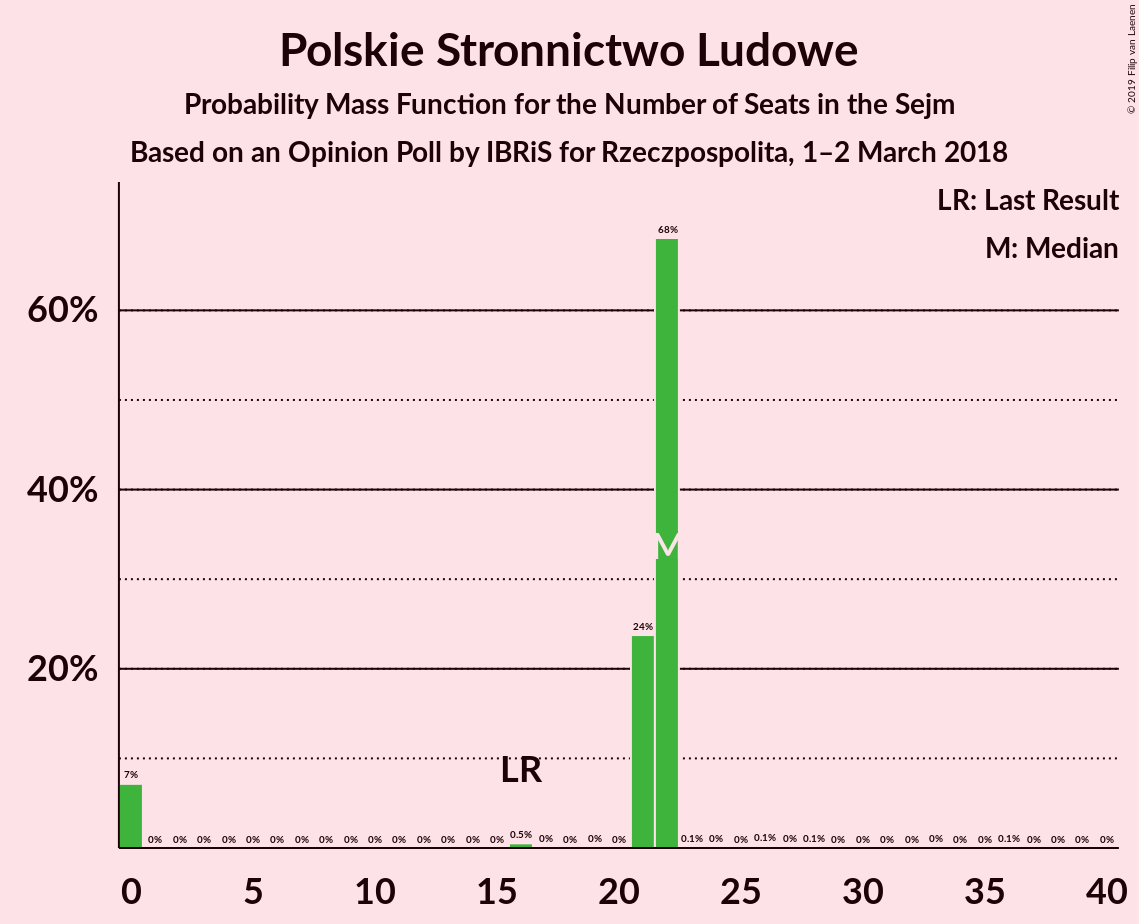 Polskie Stronnictwo Ludowe
Probability Mass Function for the Number of Seats in the Sejm
Based on an Opinion Poll by IBRiS for Rzeczpospolita, 1–2 March 2018
© 2019 Filip van Laenen
LR: Last Result
M: Median
60%
40%
20%
68%
M
24%
LR
7%
0% 0% 0% 0% 0% 0% 0% 0% 0% 0% 0% 0% 0% 0% 0% 0.5% 0% 0% 0% 0% 0.1% 0% 0% 0.1% 0% 0.1% 0% 0% 0% 0% 0% 0% 0% 0.1% 0% 0% 0% 0%
0 5 10 15 20 25 30 35 40